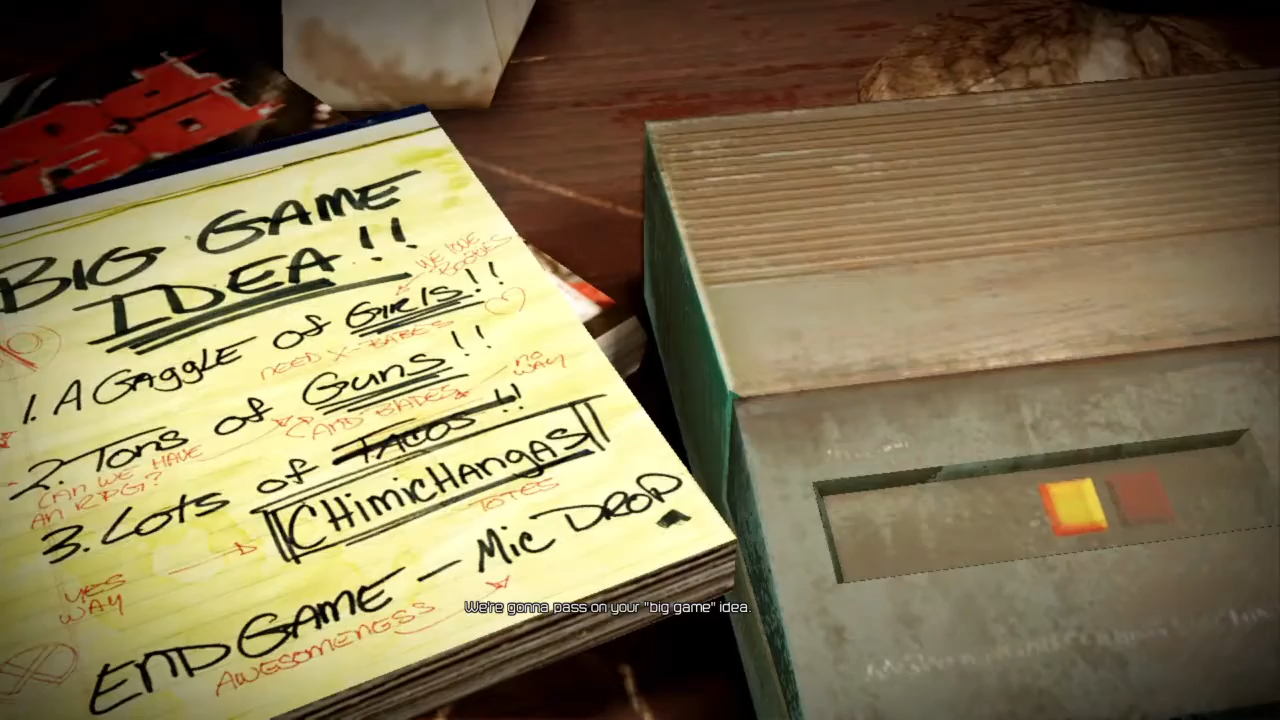 BIG GAME
IDEA!!
WE LOVE
BOOBIES
1. A GAggLE of GirLS!!
NEED X-BABES
2. Tons of Guns!!
CAN WE HAVE
AN RPG?
(AND BABES)
no
WAY
3. Lots of TACOS!!
CHimicHangaS
TOTES
YES
WAY
END GAME - Mic DROP
AWESOMENESS
We're gonna pass on your "big game" idea.